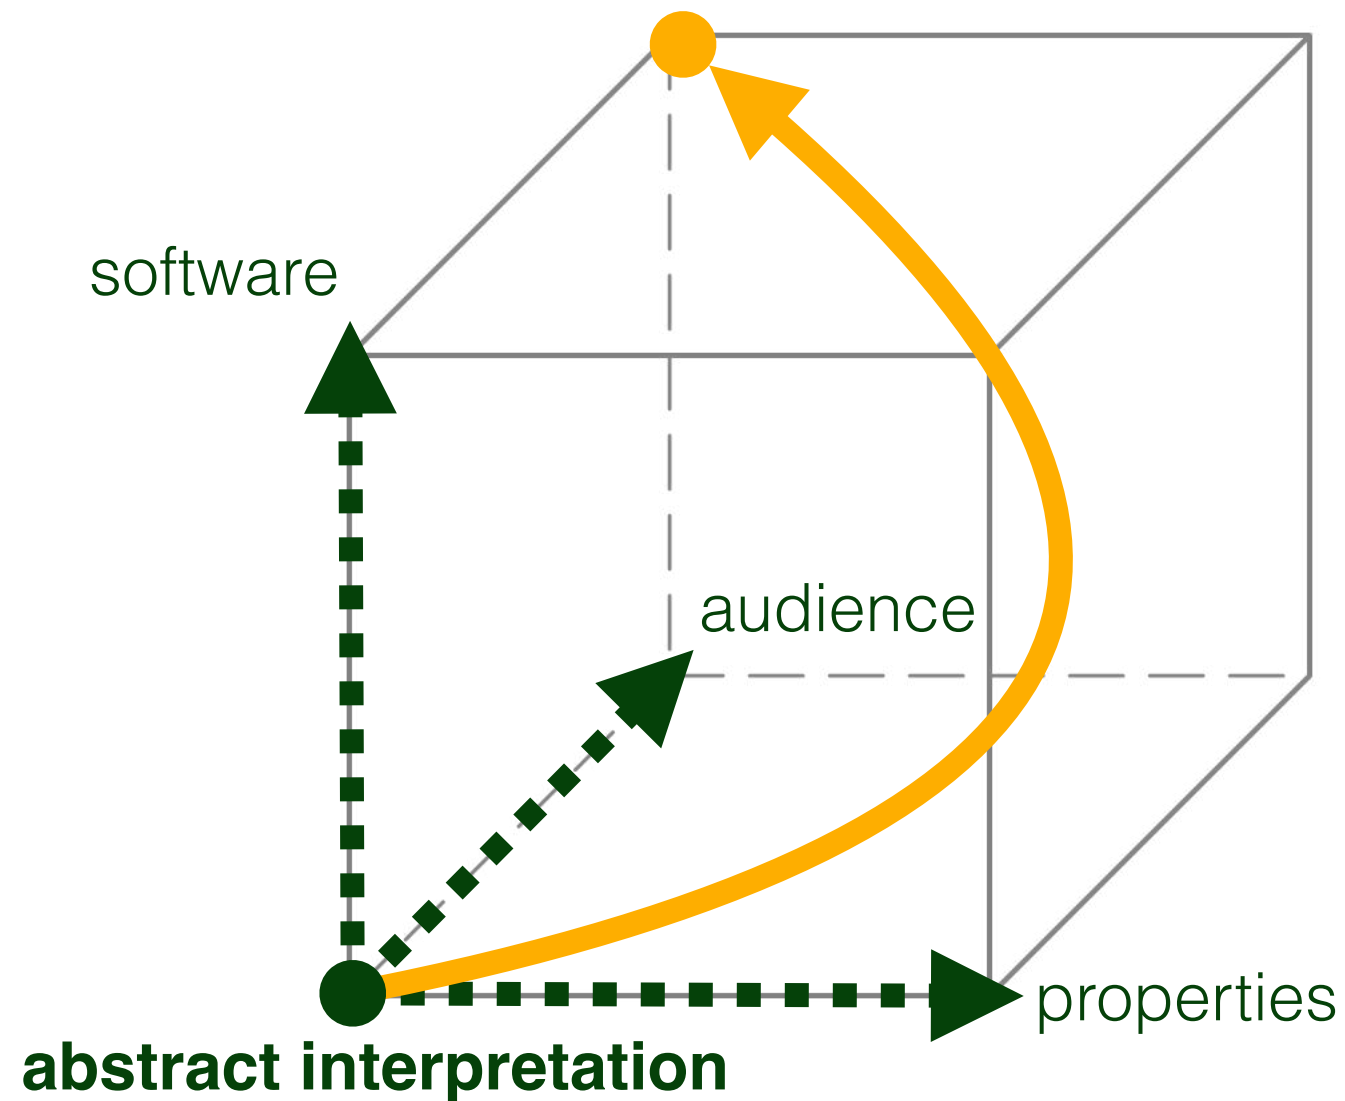 software
audience
properties
abstract interpretation